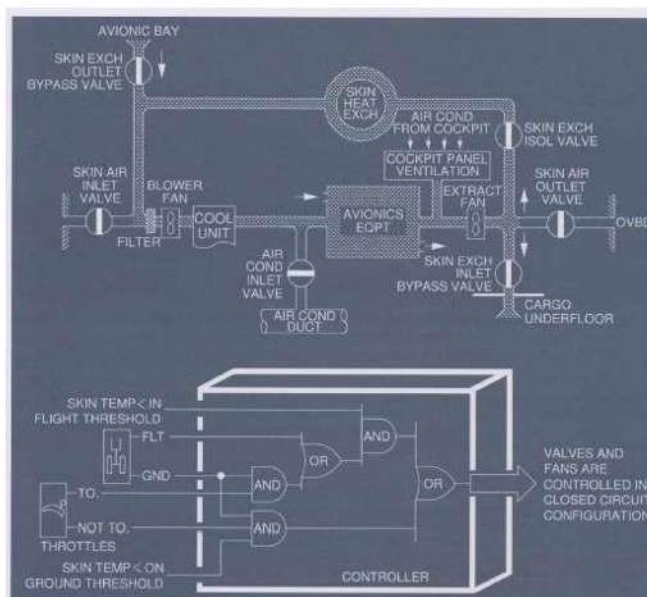 AVIONIC BAY
SKIN EXCH
OUTLET
BYPASS VALVE
SKIN
HEAT
EXCH
AIR COND
FROM COCKPIT
SKIN EXCH
ISOL VALVE
COCKPIT PANEL
VENTILATION
SKIN AIR
INLET
VALVE
BLOWER
FAN
EXTRACT
FAN
SKIN AIR
OUTLET
VALVE
COOL
UNIT
AVIONICS
EQPT
OVBD
FILTER
AIR
COND
INLET
VALVE
SKIN EXCH
INLET
BYPASS VALVE
AIR COND
DUCT
CARGO
UNDERFLOOR
SKIN TEMP< IN
FLIGHT THRESHOLD
FLT
AND
OR
GND
AND
OR
TO.
AND
NOT TO.
THROTTLES
SKIN TEMP< ON
GROUND THRESHOLD
CONTROLLER
VALVES AND
FANS ARE
CONTROLLED IN
CLOSED CIRCUIT
CONFIGURATION